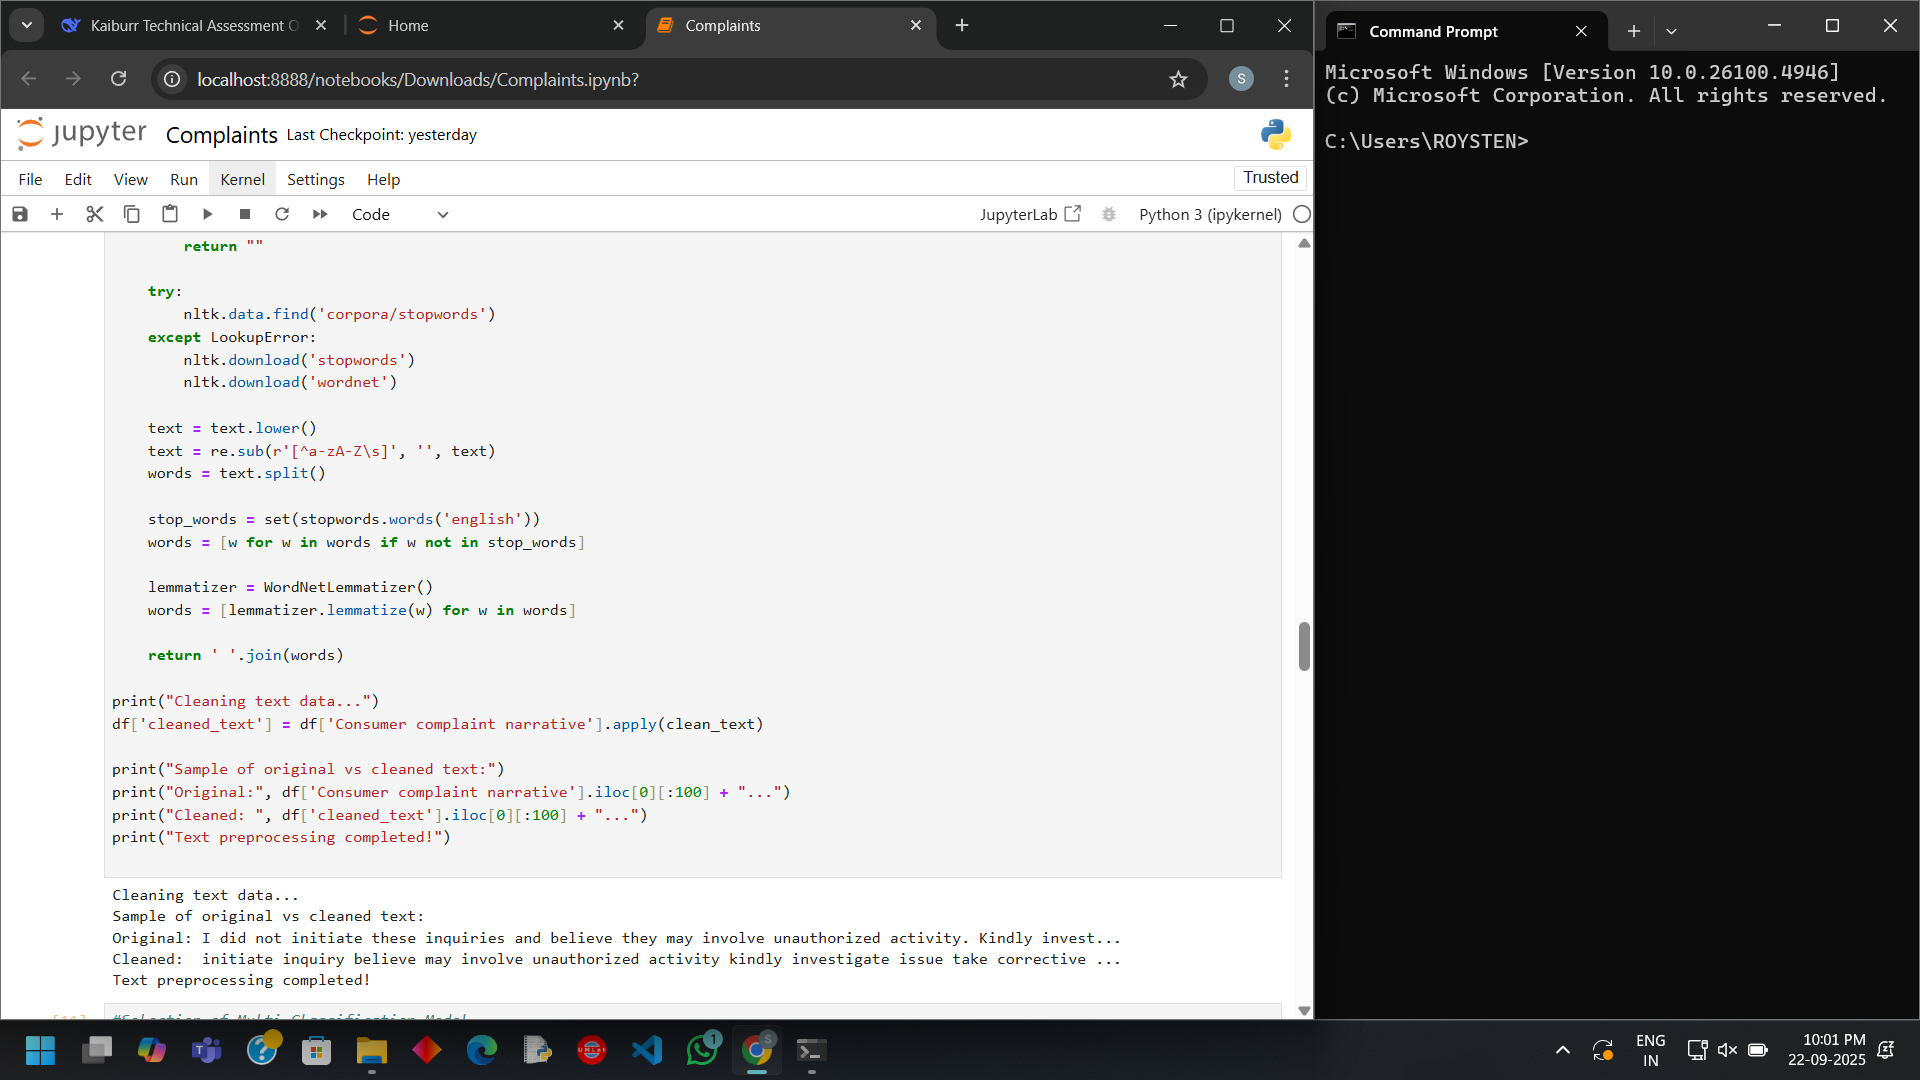 Kaiburr Technical Assessment O
Home
Complaints
localhost:8888/notebooks/Downloads/Complaints.ipynb?
S
jupyter Complaints Last Checkpoint: yesterday
File Edit View Run Kernel Settings Help
Trusted
Code
JupyterLab
Python 3 (ipykernel)
return ""
try:
nltk.data.find('corpora/stopwords')
except LookupError:
nltk.download('stopwords')
nltk.download('wordnet')
text = text.lower()
text = re.sub(r'[^a-zA-Z\s]', '', text)
words = text.split()
stop_words = set(stopwords.words('english'))
words = [w for w in words if w not in stop_words]
lemmatizer = WordNetLemmatizer()
words = [lemmatizer.lemmatize(w) for w in words]
return ' '.join(words)
print("Cleaning text data...")
df['cleaned_text'] = df['Consumer complaint narrative'].apply(clean_text)
print("Sample of original vs cleaned text:")
print("Original:", df['Consumer complaint narrative'].iloc[0][:100] + "...")
print("Cleaned: ", df['cleaned_text'].iloc[0][:100] + "...")
print("Text preprocessing completed!")
Cleaning text data...
Sample of original vs cleaned text:
Original: I did not initiate these inquiries and believe they may involve unauthorized activity. Kindly invest...
Cleaned:  initiate inquiry believe may involve unauthorized activity kindly investigate issue take corrective ...
Text preprocessing completed!
#Selection of Multi Classification Model
Command Prompt
Microsoft Windows [Version 10.0.26100.4946]
(c) Microsoft Corporation. All rights reserved.
C:\Users\ROYSTEN>
UMLet
1
S
ENG
IN
10:01 PM
22-09-2025